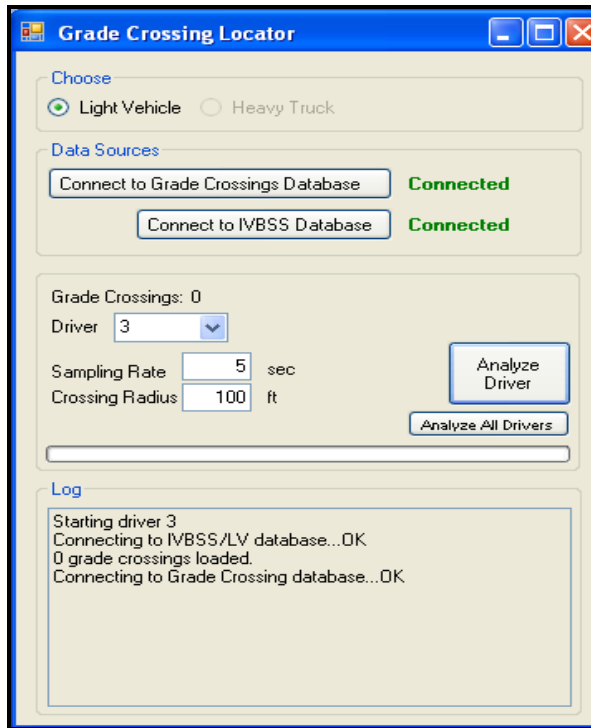 Grade Crossing Locator
Choose
Light Vehicle Heavy Truck
Data Sources
Connect to Grade Crossings Database Connected
Connect to IVBSS Database Connected
Grade Crossings: 0
Driver 3
Sampling Rate 5 sec
Crossing Radius 100 ft
Analyze
Driver
Analyze All Drivers
Log
Starting driver 3
Connecting to IVBSS/LV database...OK
0 grade crossings loaded.
Connecting to Grade Crossing database...OK